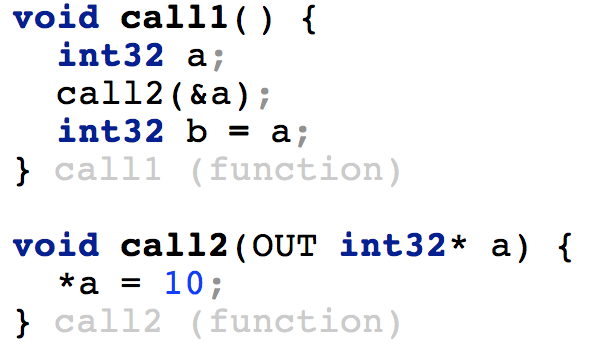 void call1() {
int32 a;
call2(&a);
int32 b = a;
} call1 (function)
void call2(OUT int32* a) {
*a = 10;
} call2 (function)